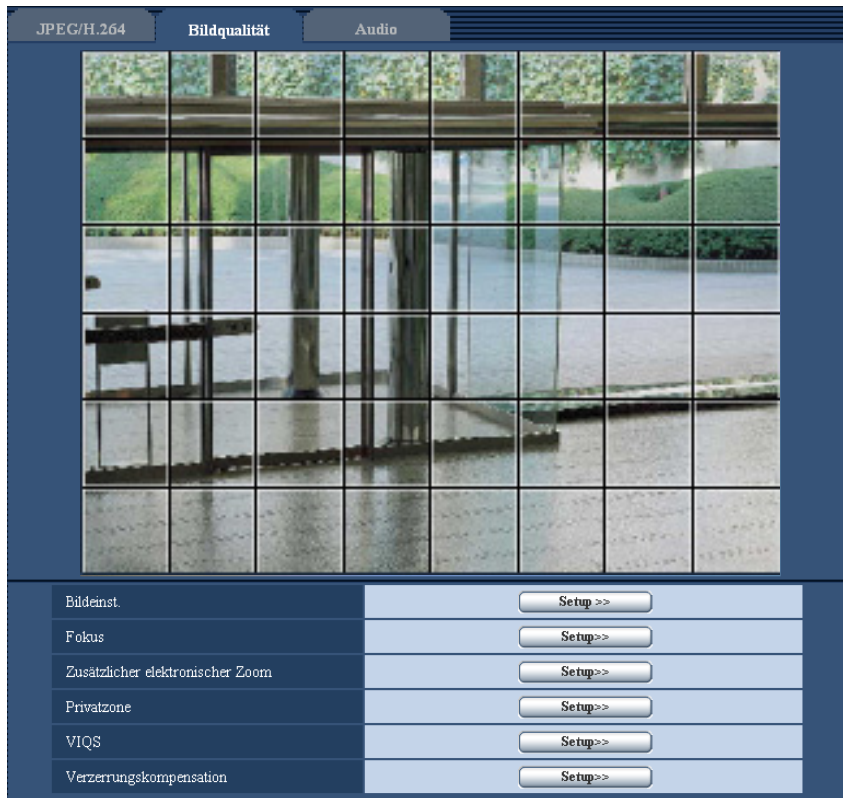 JPEG/H.264 Bildqualität Audio
Bildeinst. Setup >>
Fokus Setup>>
Zusätzlicher elektronischer Zoom Setup>>
Privatzone Setup>>
VIQS Setup>>
Verzerrungskompensation Setup>>